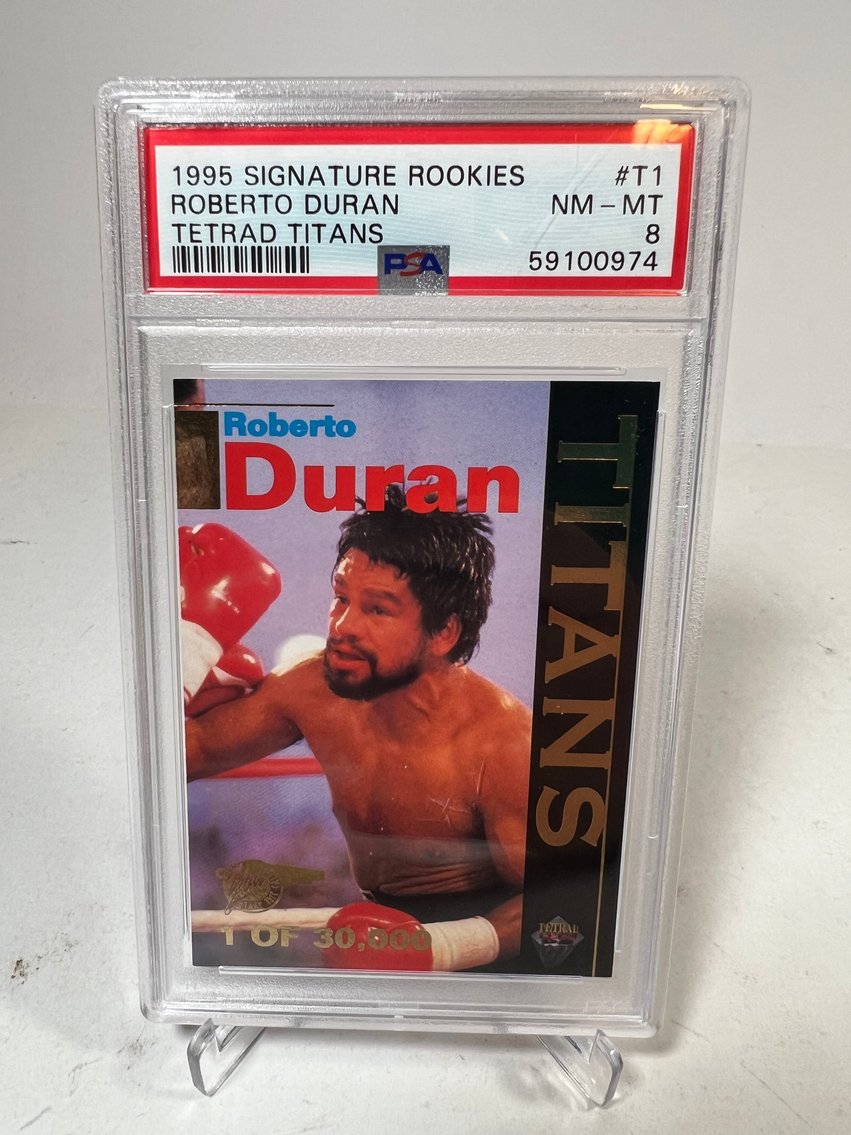 1995 SIGNATURE ROOKIES #T1
ROBERTO DURAN NM - MT
TETRAD TITANS 8
PSA 59100974
Roberto
Duran
TITANS
1 OF 30,000
TETRAD